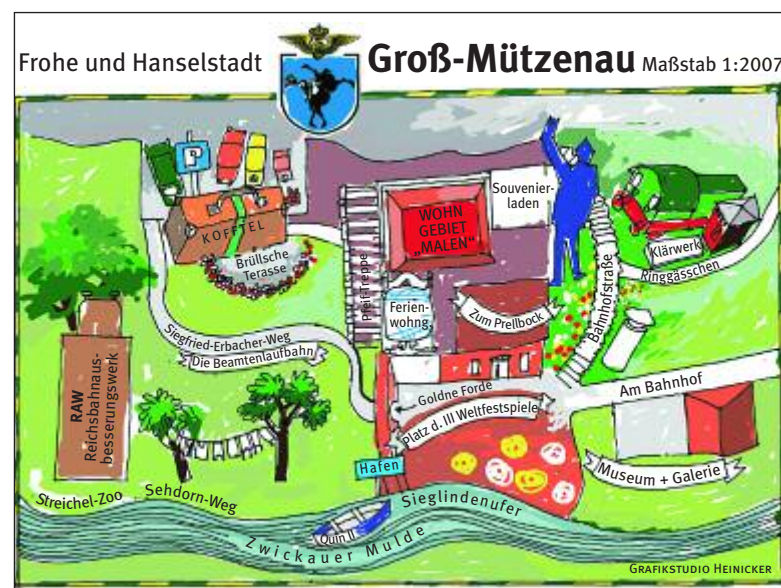 Frohe und Hanselstadt
Groß-Mützenau Maßstab 1:2007
P
KOFFTEL
Brüllsche
Terasse
WOHN
GEBIET
„MALEN“
Souvenier-
laden
Klärwerk
Ringgässchen
Bahnhofstraße
Pfeif-Treppe
Ferien-
wohng.
Zum Prellbock
Siegfried-Erbacher-Weg
Die Beamtenlaufbahn
RAW
Reichsbahnaus-
besserungswerk
Goldne Forde
Platz d. III Weltfestspiele
Am Bahnhof
Museum + Galerie
Hafen
Streichel-Zoo
Sehdorn-Weg
Sieglindenufer
Quin II
Zwickauer Mulde
GRAFIKSTUDIO HEINICKER